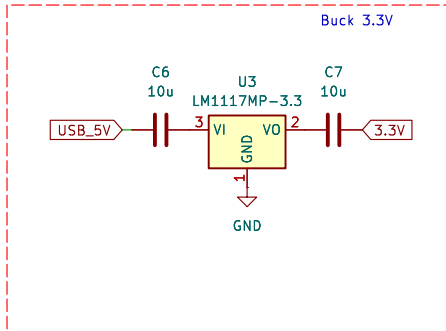 Buck 3.3V
C6
10u
U3
LM1117MP-3.3
C7
10u
USB_5V
3
VI
VO
2
3.3V
GND
1
GND